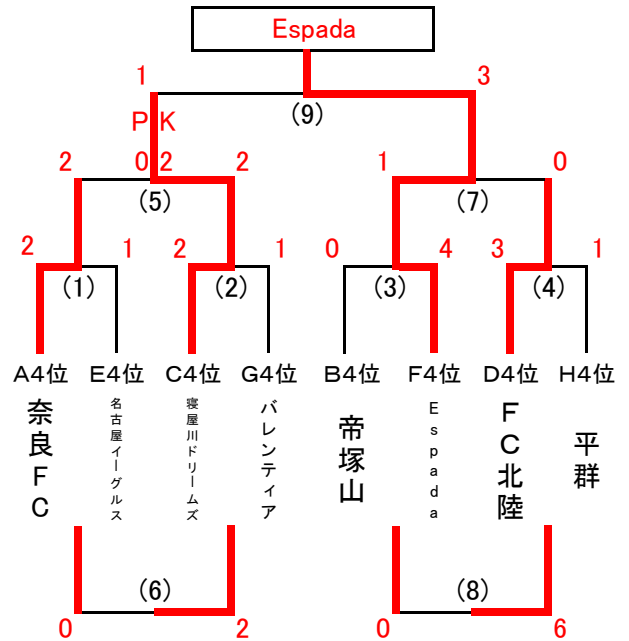 Espada
1 3
(9)
PK
2 02 2 1 0
(5) (7)
2 1 2 1 0 4 3 1
(1) (2) (3) (4)
A4位 E4位 C4位 G4位 B4位 F4位 D4位 H4位
奈良FC
名古屋イーグルス
寝屋川ドリームズ
バレンティア
帝塚山
Espada
FC北陸
平群
(6) (8)
0 2 0 6